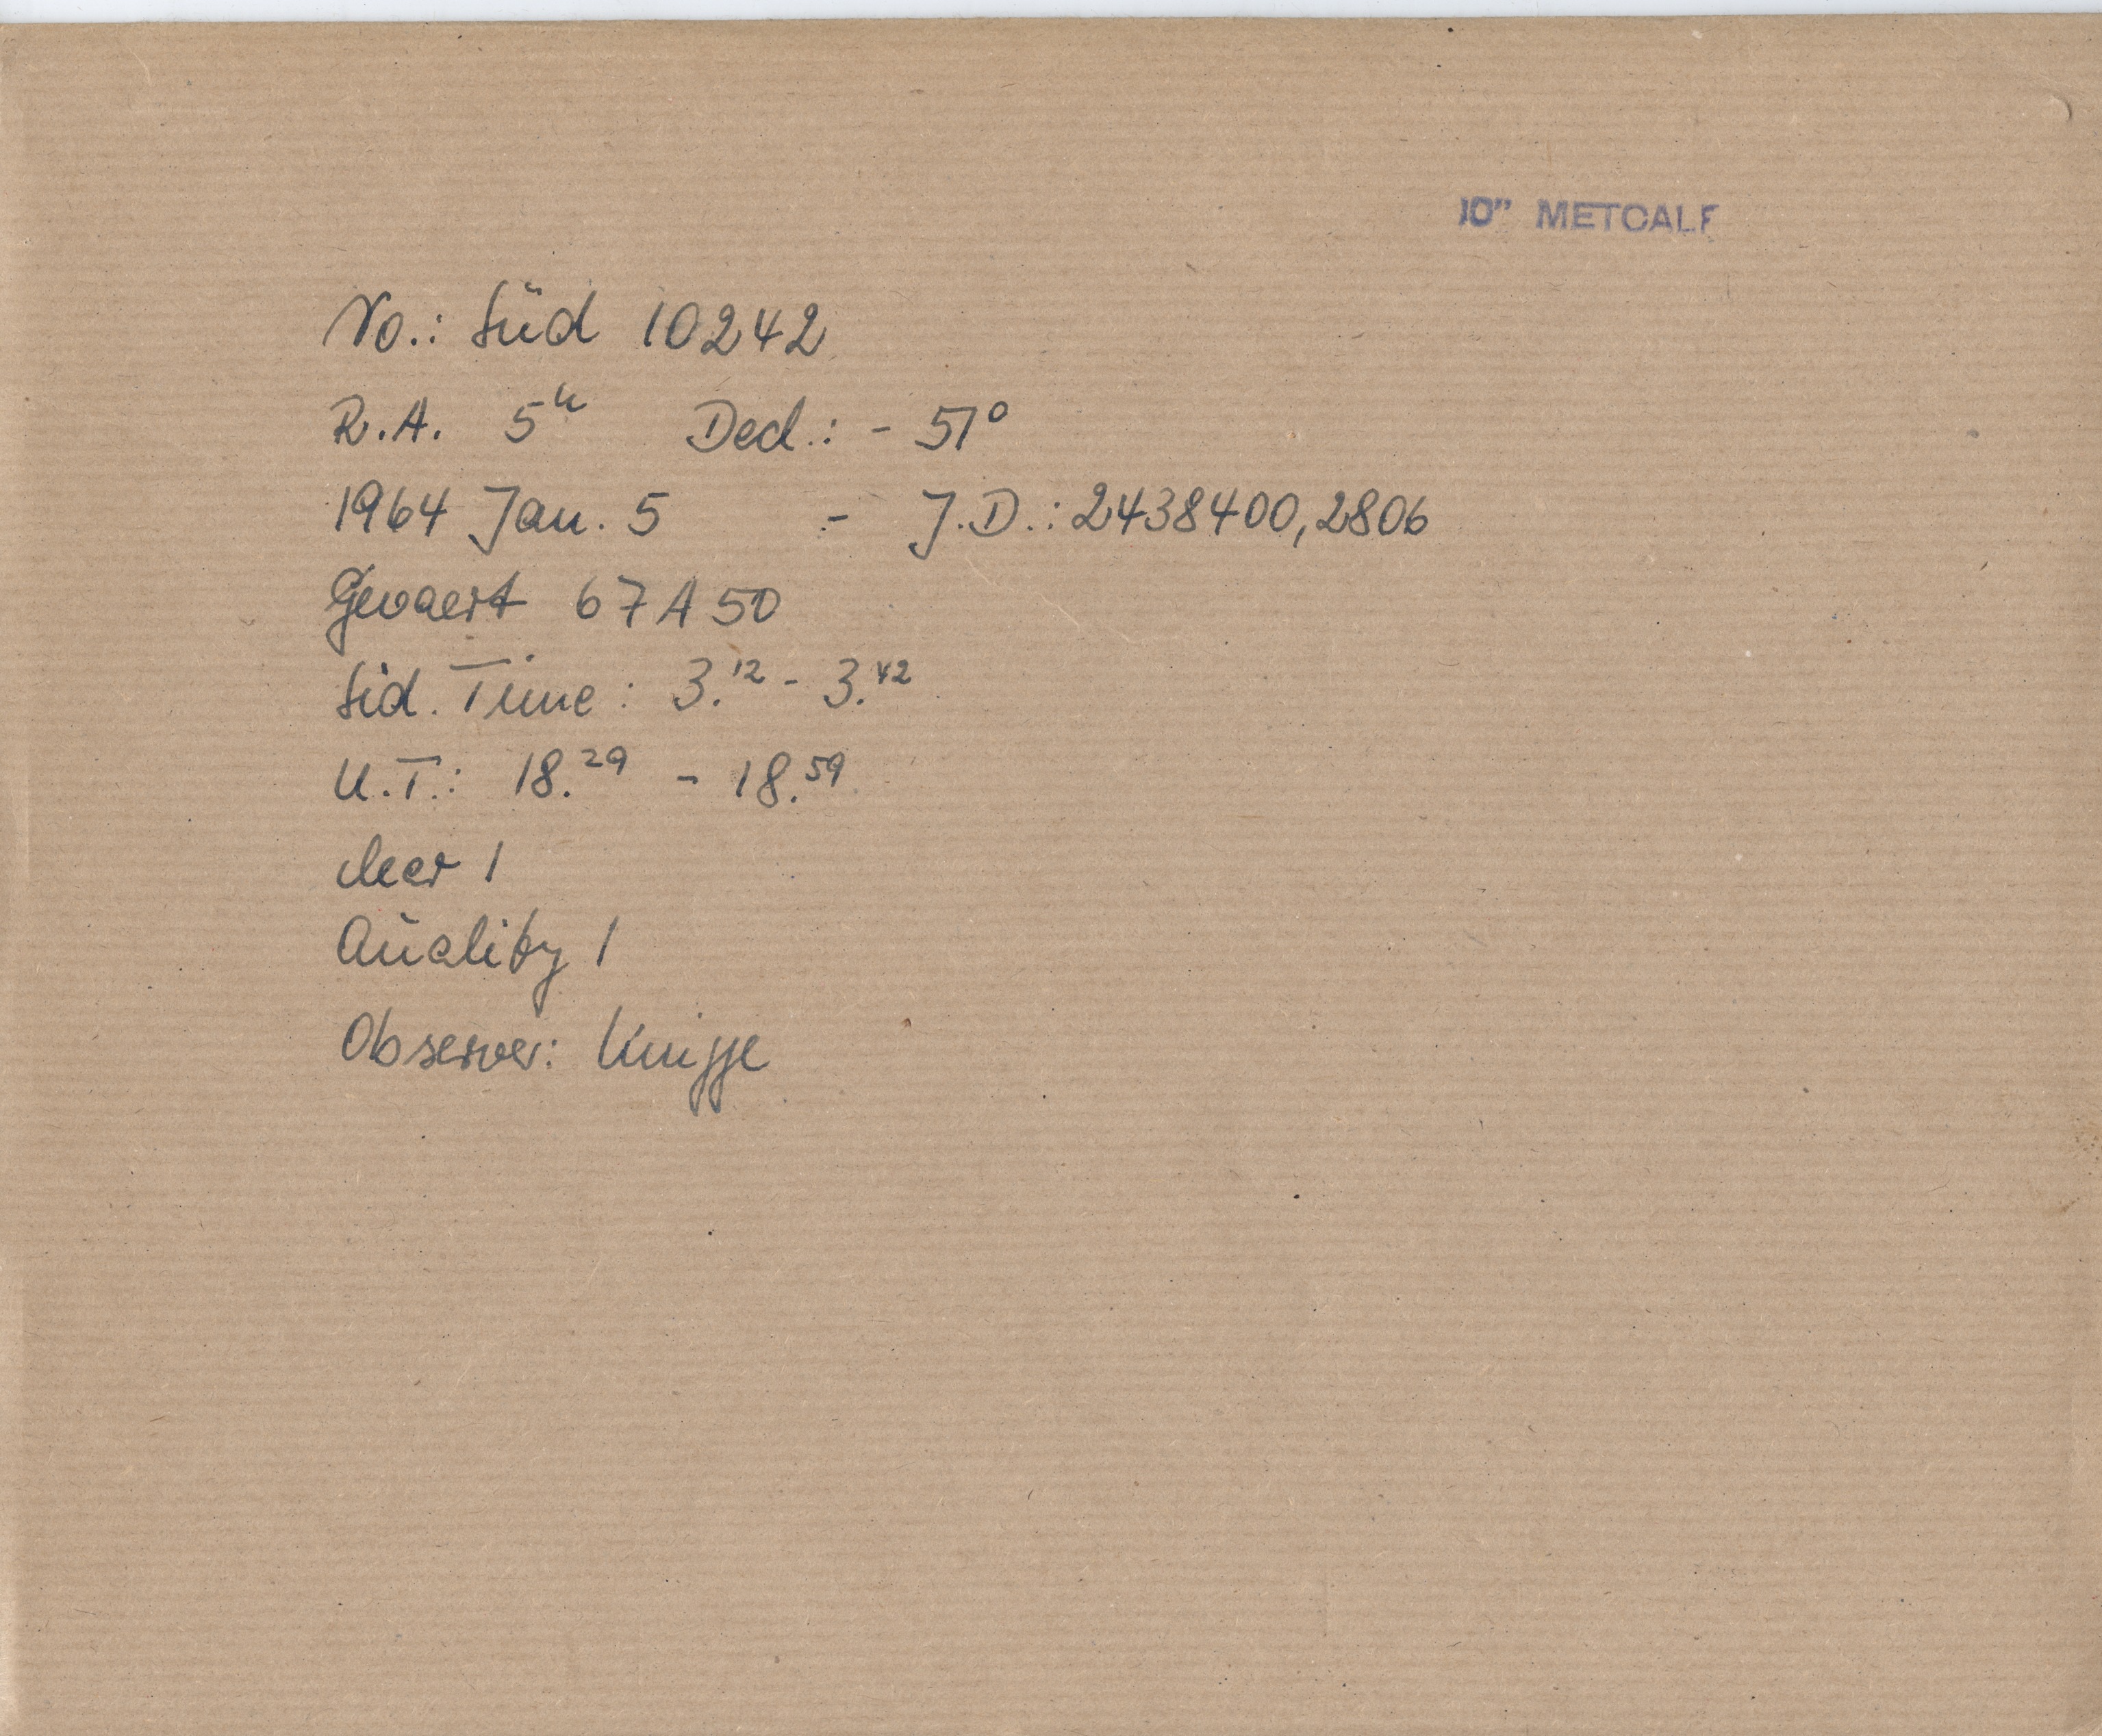 10" METCALF
No.: Süd 10242
R.A. 5h Decl.: - 51°
1964 Jan. 5 - J.D.: 2438400,2806
Gevaert 67A50
Sid. Time: 3.12 - 3.42
U.T.: 18.29 - 18.59
clear 1
Quality 1
Observer: Knigge